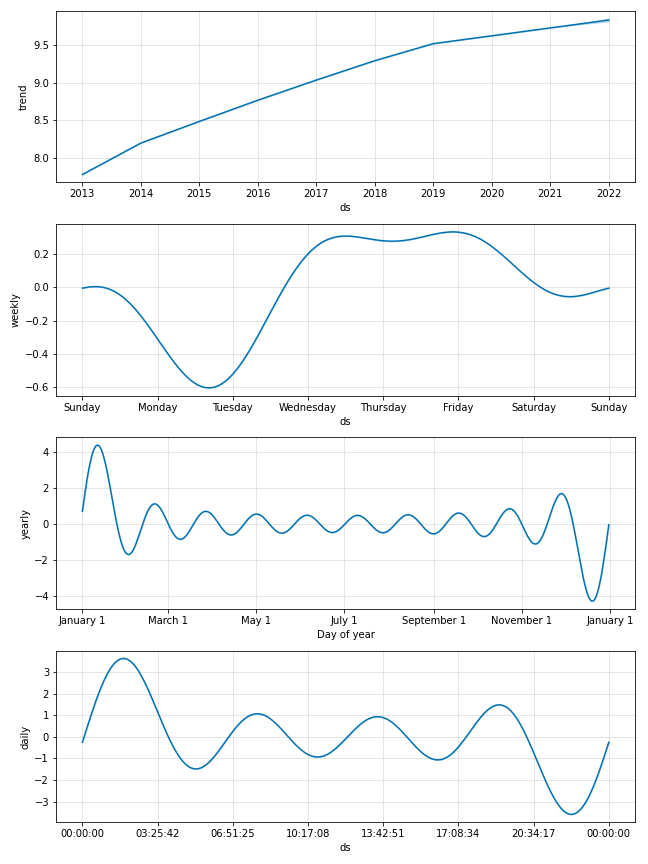 trend
9.5
9.0
8.5
8.0
2013 2014 2015 2016 2017 2018 2019 2020 2021 2022
ds
weekly
0.2
0.0
−0.2
−0.4
−0.6
Sunday Monday Tuesday Wednesday Thursday Friday Saturday Sunday
ds
yearly
4
2
0
−2
−4
January 1 March 1 May 1 July 1 September 1 November 1 January 1
Day of year
daily
3
2
1
0
−1
−2
−3
00:00:00 03:25:42 06:51:25 10:17:08 13:42:51 17:08:34 20:34:17 00:00:00
ds